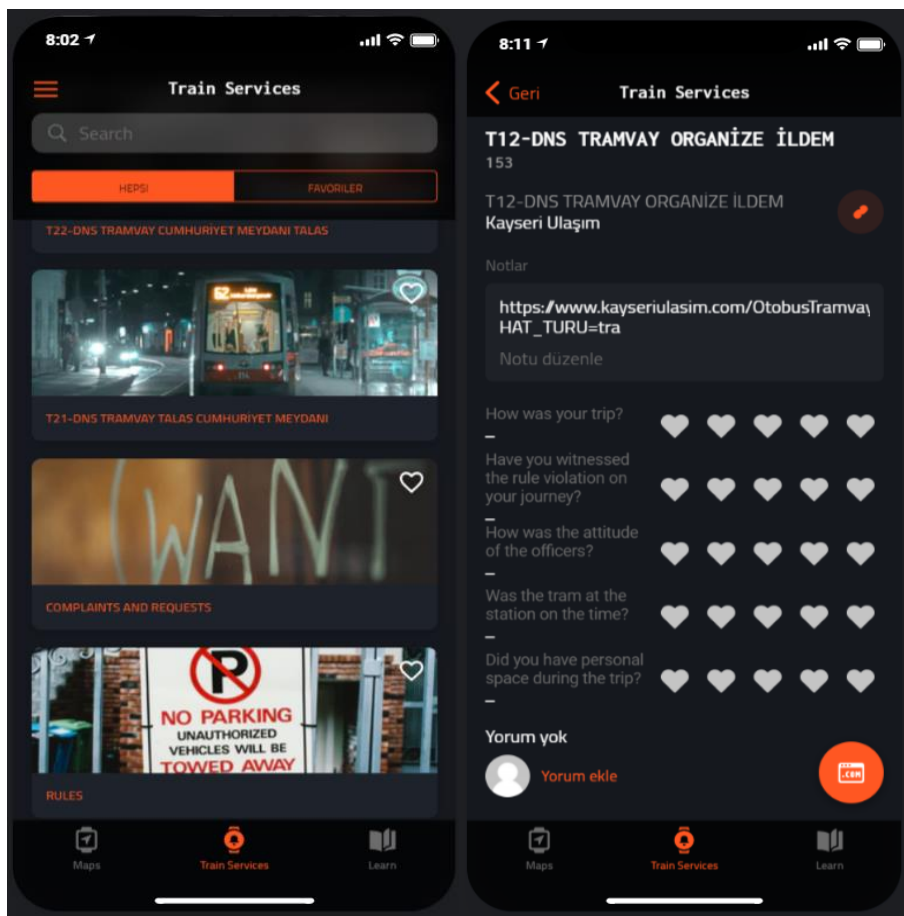 8:02
Train Services
Search
HEPSI
FAVORILER
T22-DNS TRAMVAY CUMHURİYET MEYDANI TALAS
62
T21-DNS TRAMVAY TALAS CUMHURİYET MEYDANI
WANT
COMPLAINTS AND REQUESTS
P
NO PARKING
UNAUTHORIZED
VEHICLES WILL BE
TOWED AWAY
RULES
Maps
Train Services
Learn
8:11
Geri
Train Services
T12-DNS TRAMVAY ORGANİZE İLDEM
153
T12-DNS TRAMVAY ORGANİZE İLDEM
Kayseri Ulaşım
Notlar
https://www.kayseriulasim.com/OtobusTramvay
HAT_TURU=tra
Notu düzenle
How was your trip?
–
Have you witnessed
the rule violation on
your journey?
–
How was the attitude
of the officers?
–
Was the tram at the
station on the time?
–
Did you have personal
space during the trip?
–
Yorum yok
Yorum ekle
.COM
Maps
Train Services
Learn